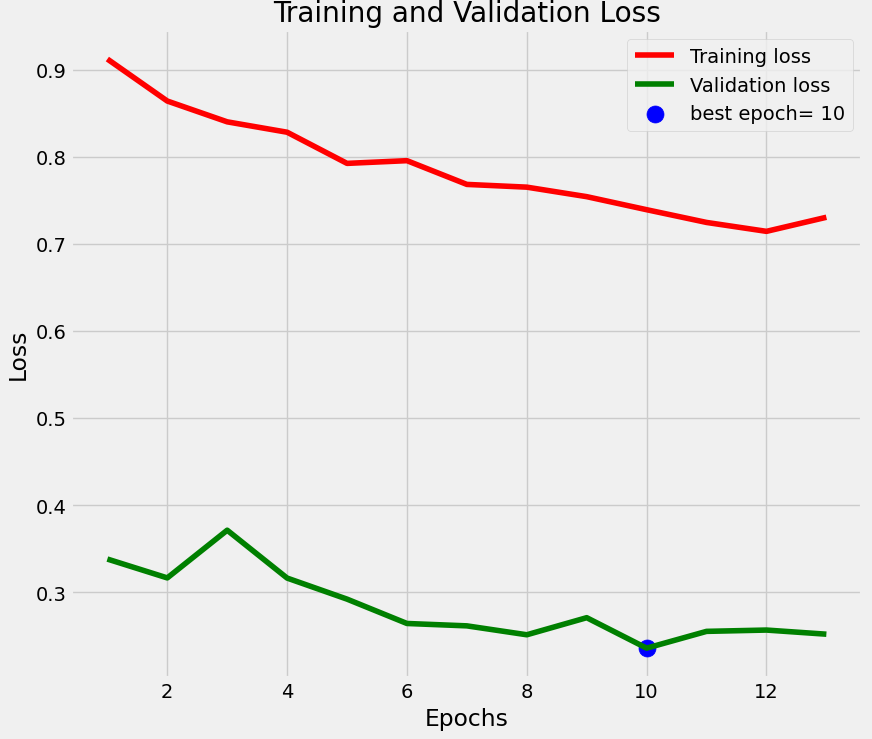 Training and Validation Loss
Training loss
Validation loss
best epoch= 10
0.9
0.8
0.7
0.6
0.5
0.4
0.3
Loss
2 4 6 8 10 12
Epochs